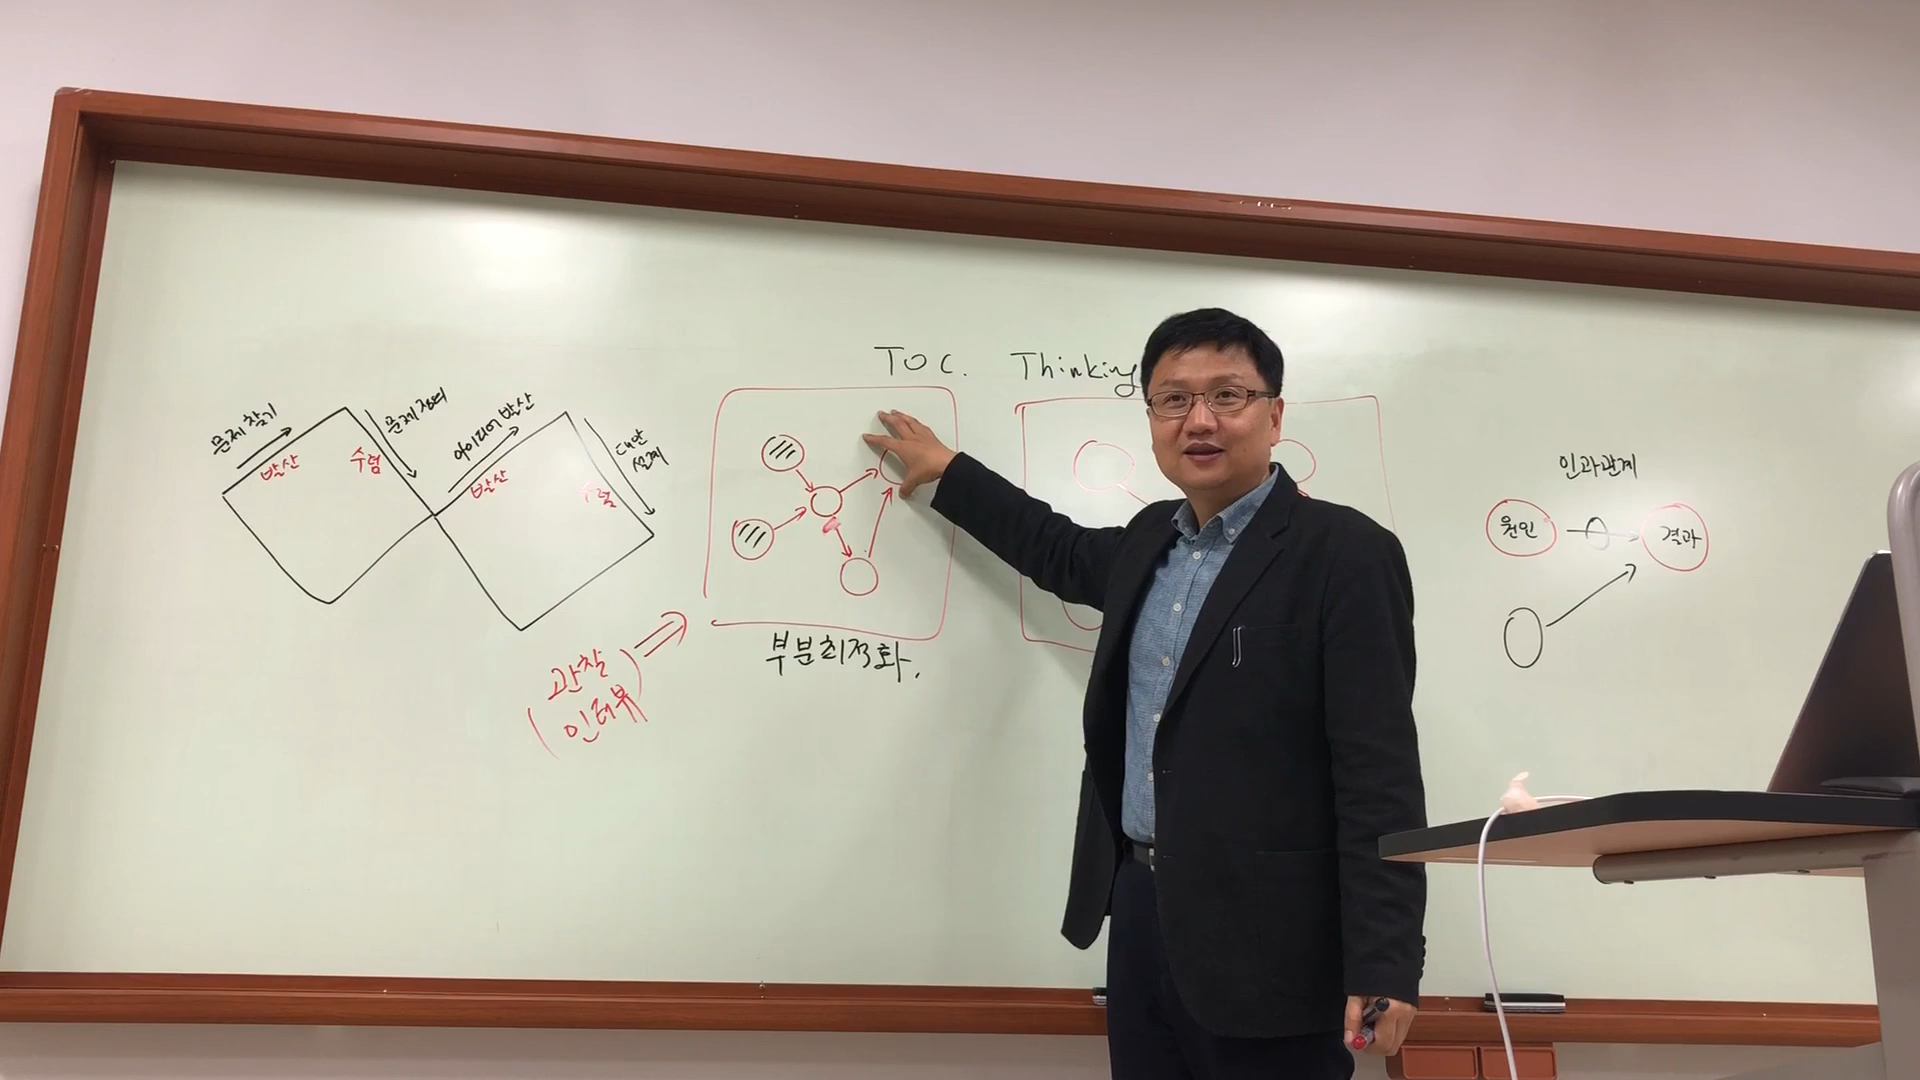 문제 찾기
발산
수렴
문제 정의
아이디어 발산
발산
수렴
대안
설계
TOC. Thinking
부분최적화.
관찰
인터뷰
인과관계
원인
결과